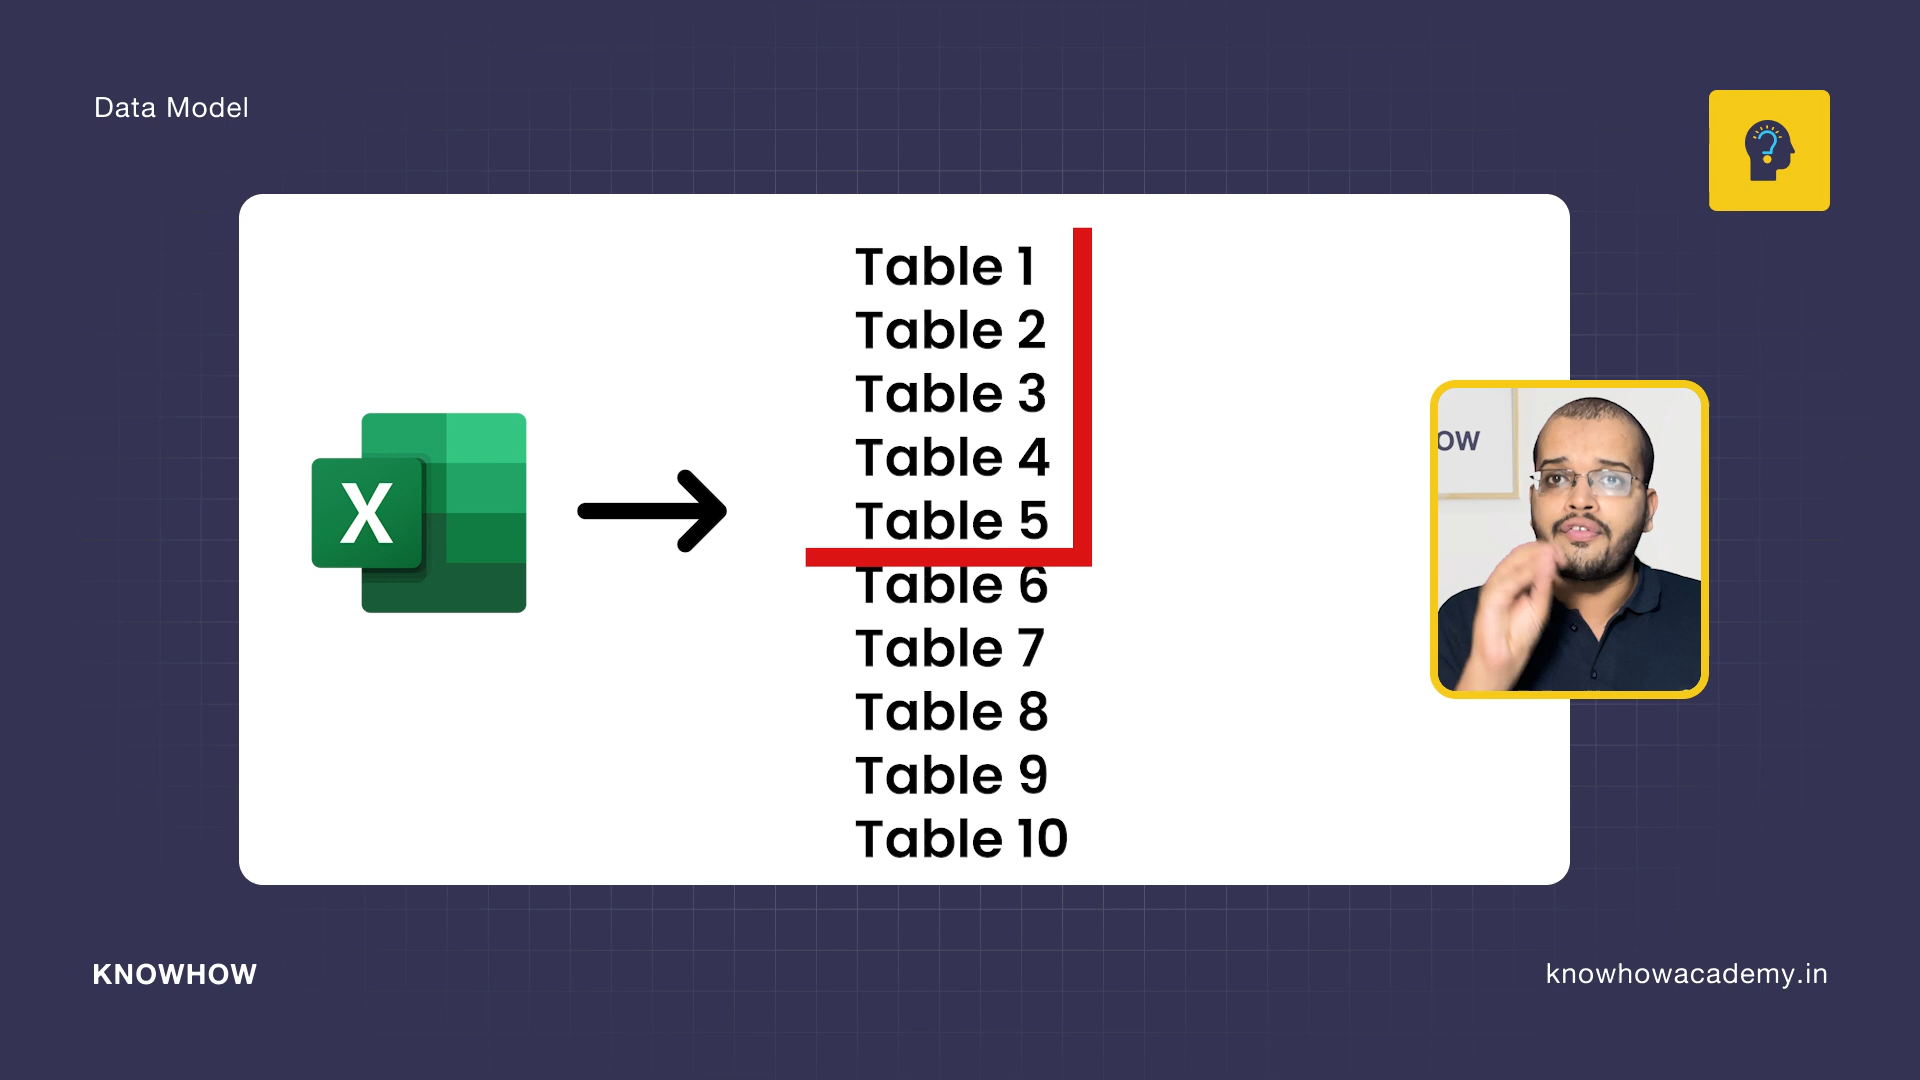 Data Model
Table 1
Table 2
Table 3
Table 4
Table 5
Table 6
Table 7
Table 8
Table 9
Table 10
X
OW
KNOWHOW
knowhowacademy.in